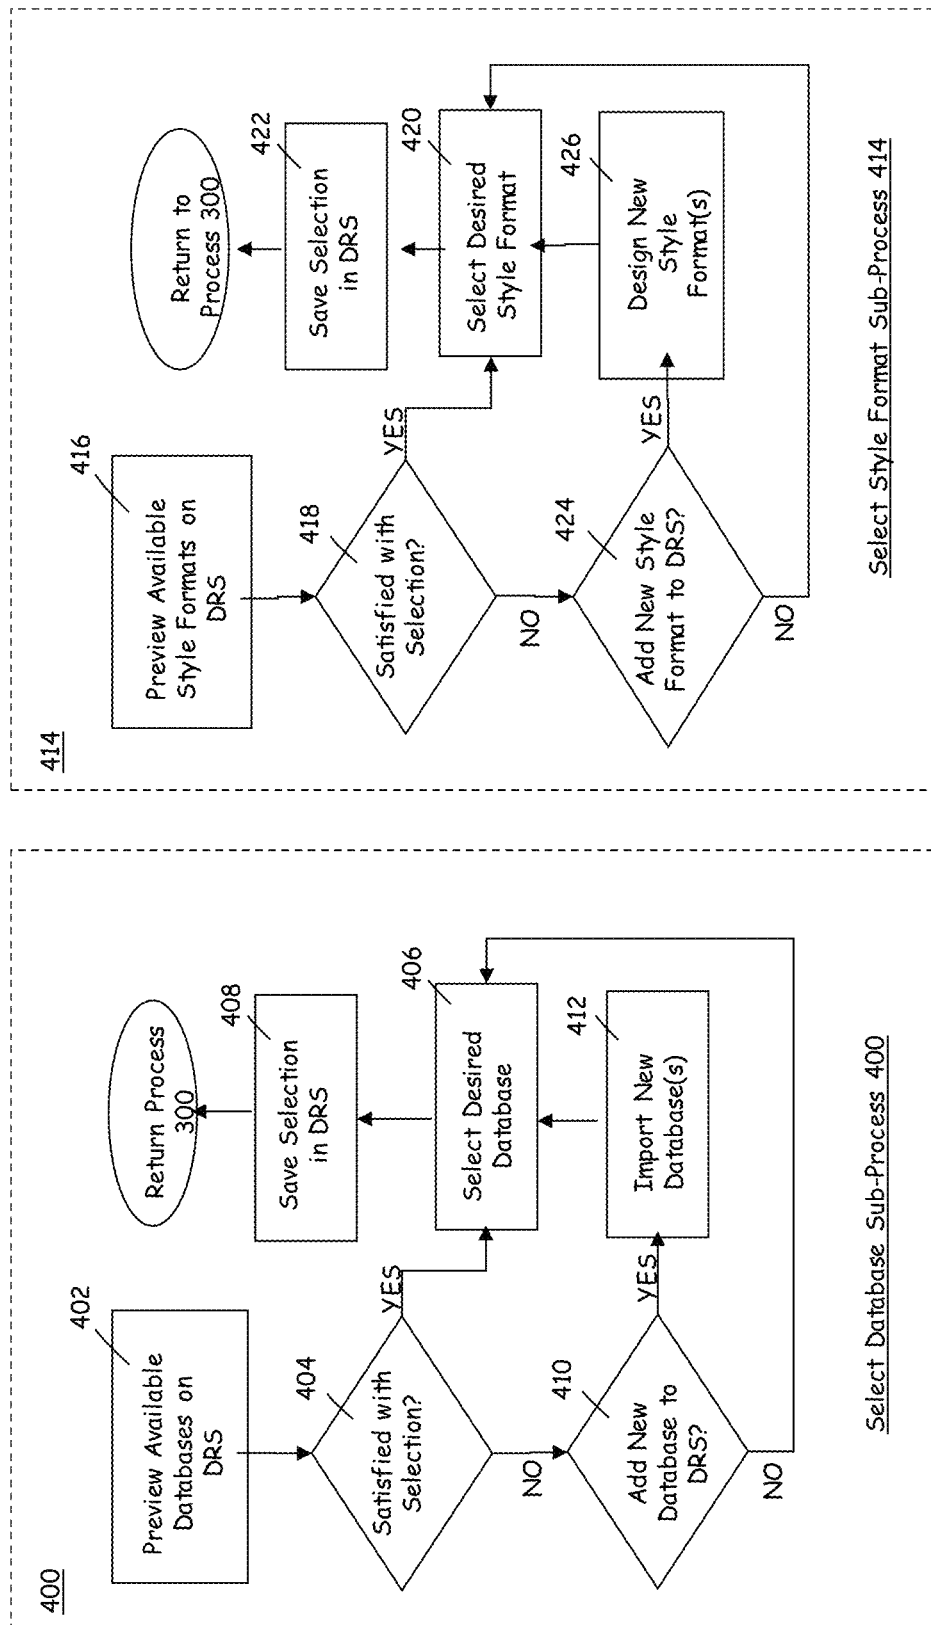 400
402
Preview Available
Databases on
DRS
404
Satisfied with
Selection?
YES
NO
410
Add New
Database to
DRS?
YES
NO
Return Process
300
408
Save Selection
in DRS
406
Select Desired
Database
412
Import New
Database(s)
Select Database Sub-Process 400
414
416
Preview Available
Style Formats on
DRS
418
Satisfied with
Selection?
YES
NO
424
Add New Style
Format to DRS?
YES
NO
Return to
Process 300
422
Save Selection
in DRS
420
Select Desired
Style Format
426
Design New
Style
Format(s)
Select Style Format Sub-Process 414